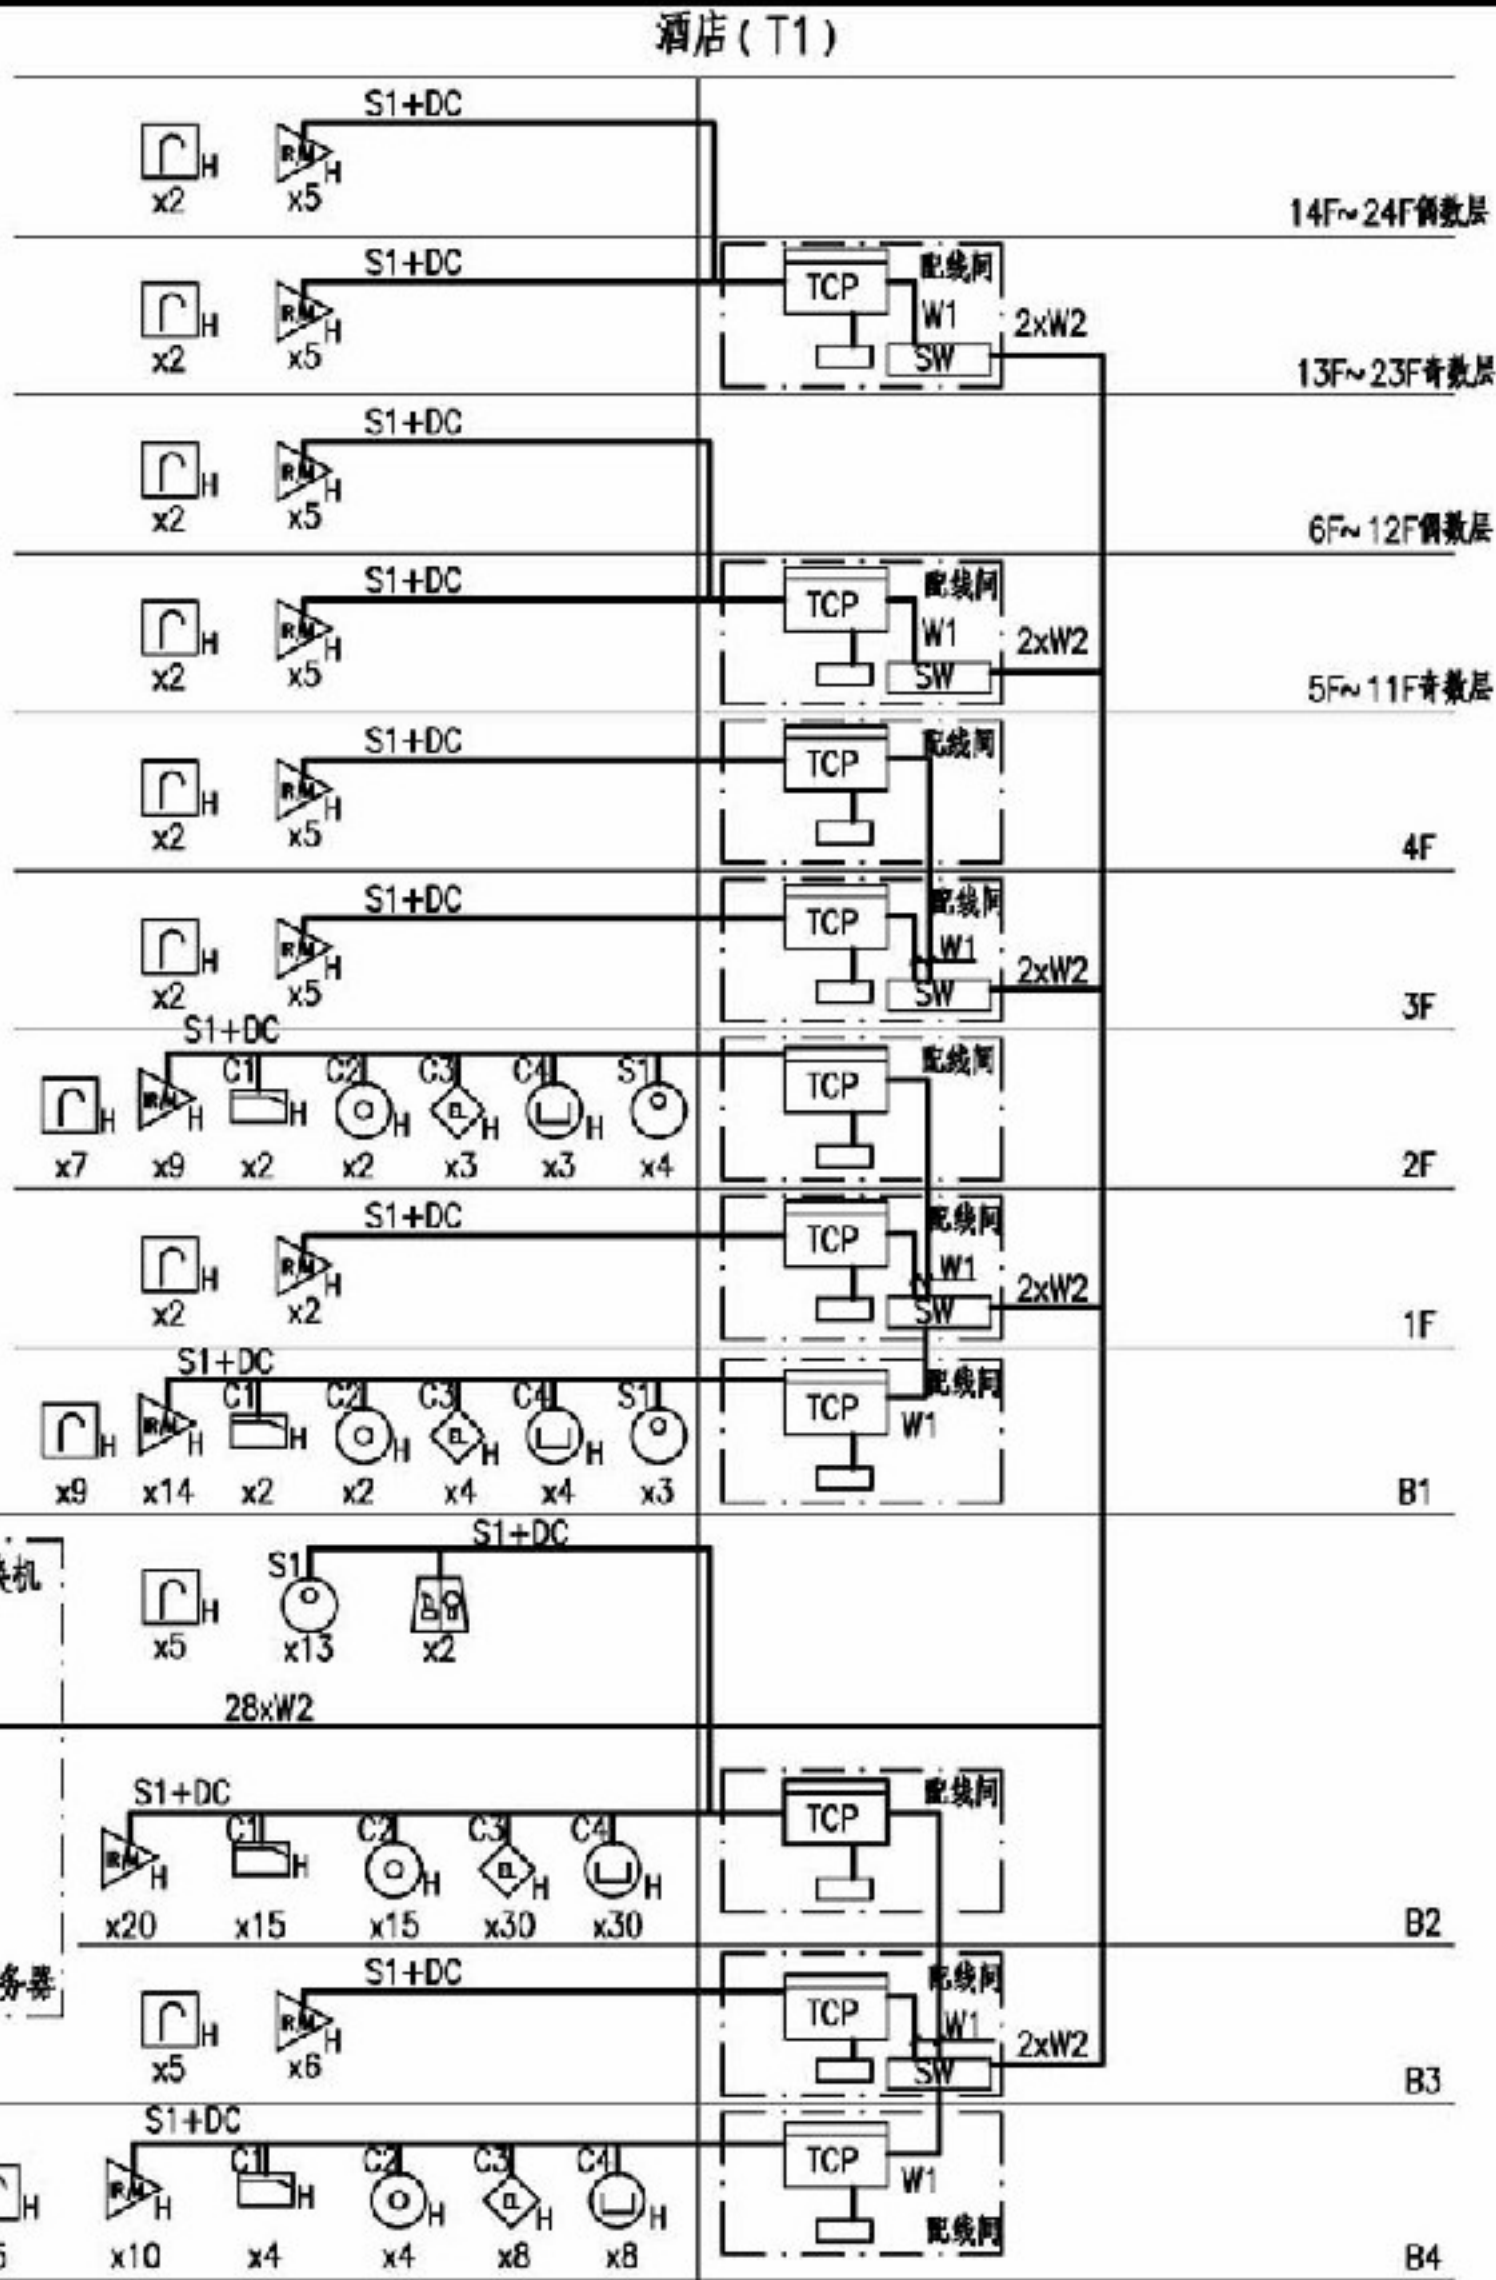 酒店(T1)
S1+DC
R/M H
H
x2
x5
14F~24F偶数层
S1+DC
TCP
配线间
R/M H
H
W1
2xW2
x2
x5
SW
13F~23F奇数层
S1+DC
R/M H
H
x2
x5
6F~12F偶数层
S1+DC
TCP
配线间
R/M H
H
W1
2xW2
x2
x5
SW
5F~11F奇数层
S1+DC
TCP
配线间
R/M H
H
x2
x5
4F
S1+DC
TCP
配线间
R/M H
H
W1
2xW2
x2
x5
SW
3F
S1+DC
C1 C2 C3 C4 S1
TCP
配线间
H R/M H H H EL H H
x7 x9 x2 x2 x3 x3 x4
2F
S1+DC
TCP
配线间
R/M H
H
W1
2xW2
x2
x2
SW
1F
S1+DC
C1 C2 C3 C4 S1
TCP
配线间
H R/M H H H EL H H
W1
x9 x14 x2 x2 x4 x4 x3
B1
S1+DC
换机
S1
H
x5 x13 x2
28xW2
S1+DC
C1 C2 C3 C4
TCP
配线间
R/M H H H EL H H
x20 x15 x15 x30 x30
B2
S1+DC
务器
TCP
配线间
R/M H
H
W1
2xW2
x5
x6
SW
B3
S1+DC
C1 C2 C3 C4
TCP
W1
H R/M H H H EL H H
配线间
x10 x4 x4 x8 x8
B4